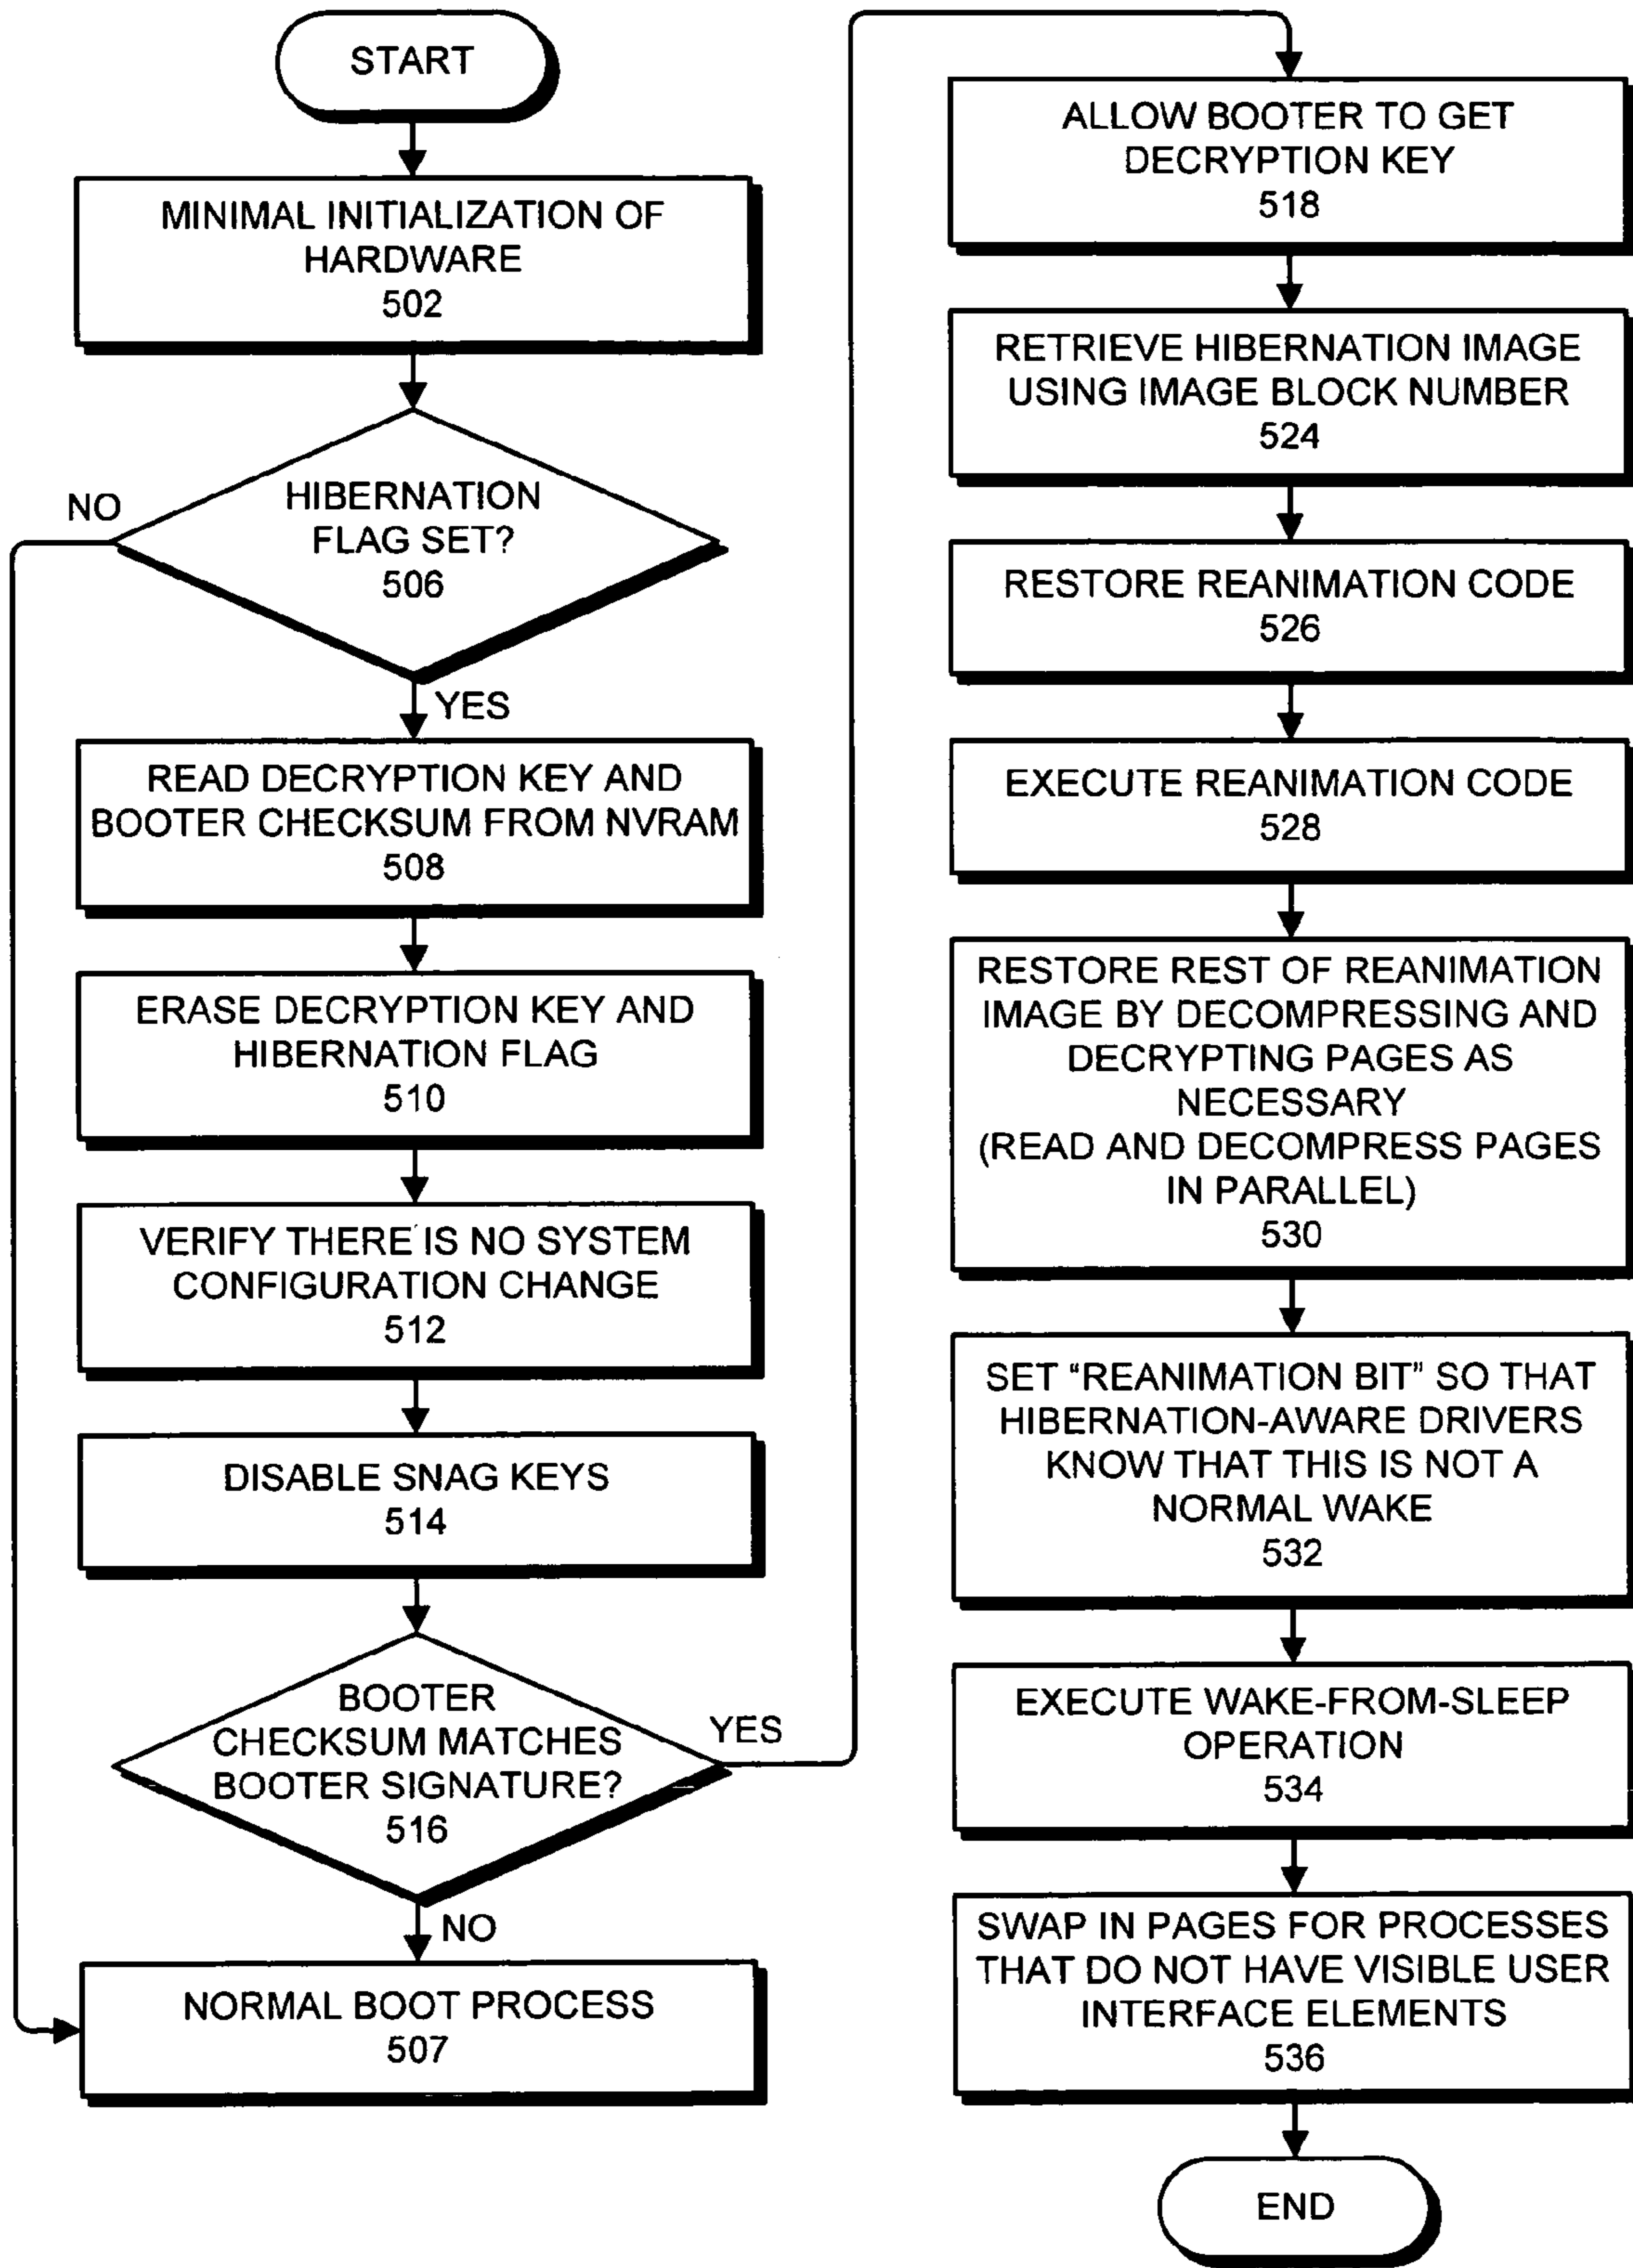 START
MINIMAL INITIALIZATION OF
HARDWARE
502
HIBERNATION
FLAG SET?
506
NO
YES
READ DECRYPTION KEY AND
BOOTER CHECKSUM FROM NVRAM
508
ERASE DECRYPTION KEY AND
HIBERNATION FLAG
510
VERIFY THERE IS NO SYSTEM
CONFIGURATION CHANGE
512
DISABLE SNAG KEYS
514
BOOTER
CHECKSUM MATCHES
BOOTER SIGNATURE?
516
YES
NO
NORMAL BOOT PROCESS
507
ALLOW BOOTER TO GET
DECRYPTION KEY
518
RETRIEVE HIBERNATION IMAGE
USING IMAGE BLOCK NUMBER
524
RESTORE REANIMATION CODE
526
EXECUTE REANIMATION CODE
528
RESTORE REST OF REANIMATION
IMAGE BY DECOMPRESSING AND
DECRYPTING PAGES AS
NECESSARY
(READ AND DECOMPRESS PAGES
IN PARALLEL)
530
SET “REANIMATION BIT” SO THAT
HIBERNATION-AWARE DRIVERS
KNOW THAT THIS IS NOT A
NORMAL WAKE
532
EXECUTE WAKE-FROM-SLEEP
OPERATION
534
SWAP IN PAGES FOR PROCESSES
THAT DO NOT HAVE VISIBLE USER
INTERFACE ELEMENTS
536
END